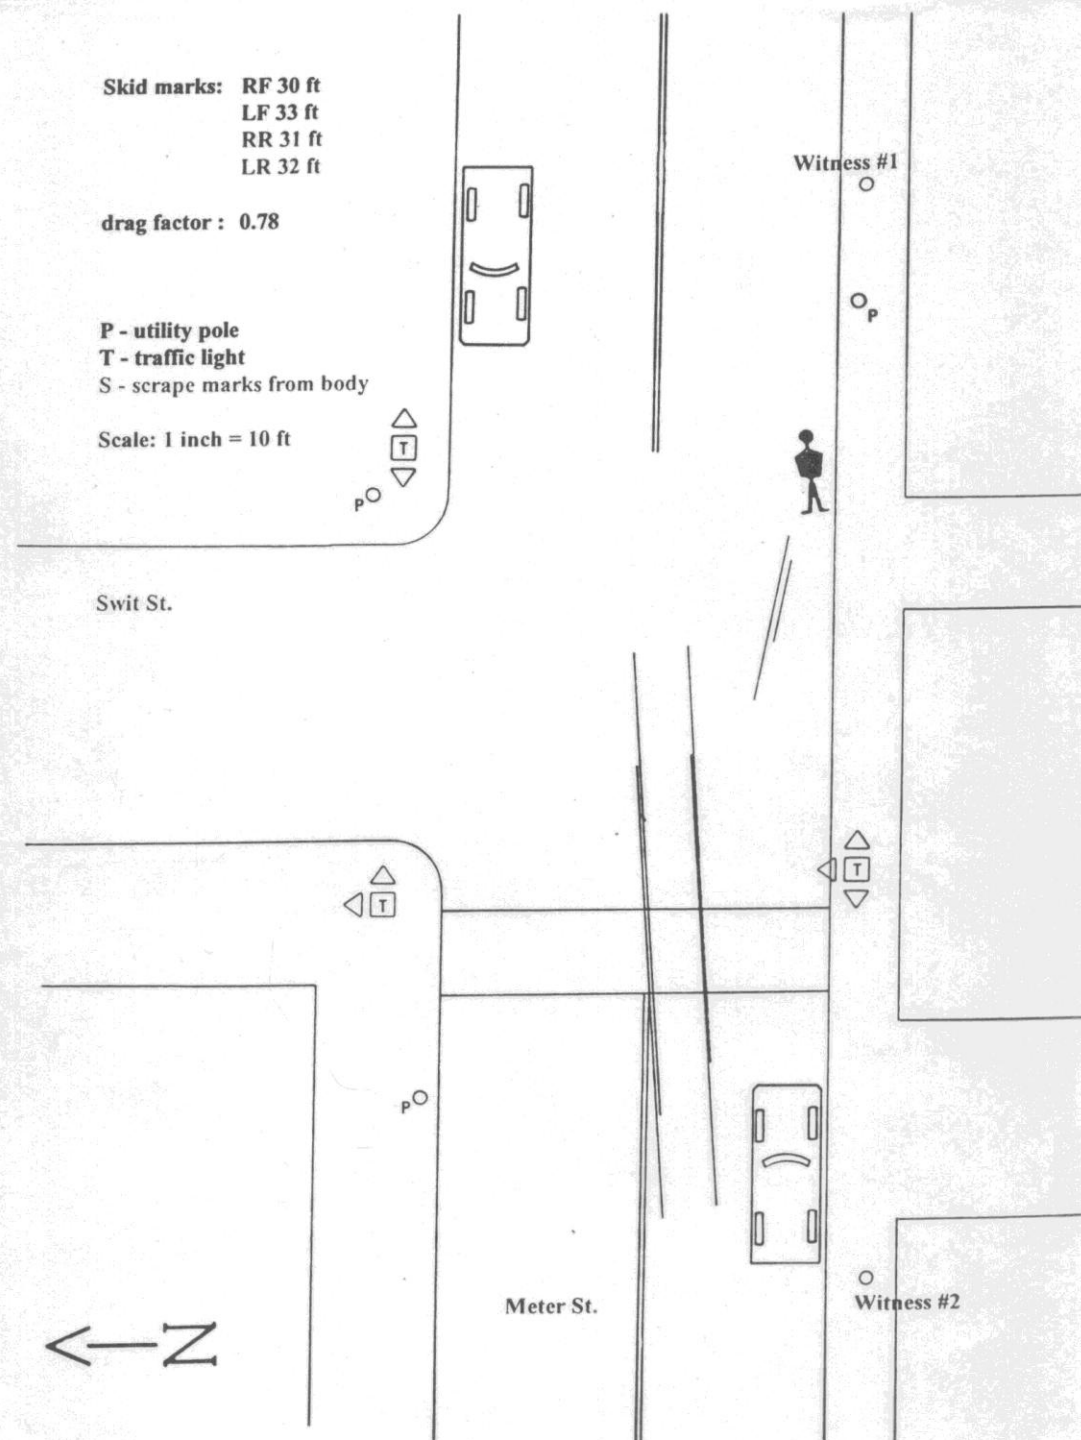 Skid marks: RF 30 ft
LF 33 ft
RR 31 ft
LR 32 ft
Witness #1
drag factor : 0.78
P
P - utility pole
T - traffic light
S - scrape marks from body
Scale: 1 inch = 10 ft
T
P
Swit St.
T
T
P
Meter St.
Witness #2
N